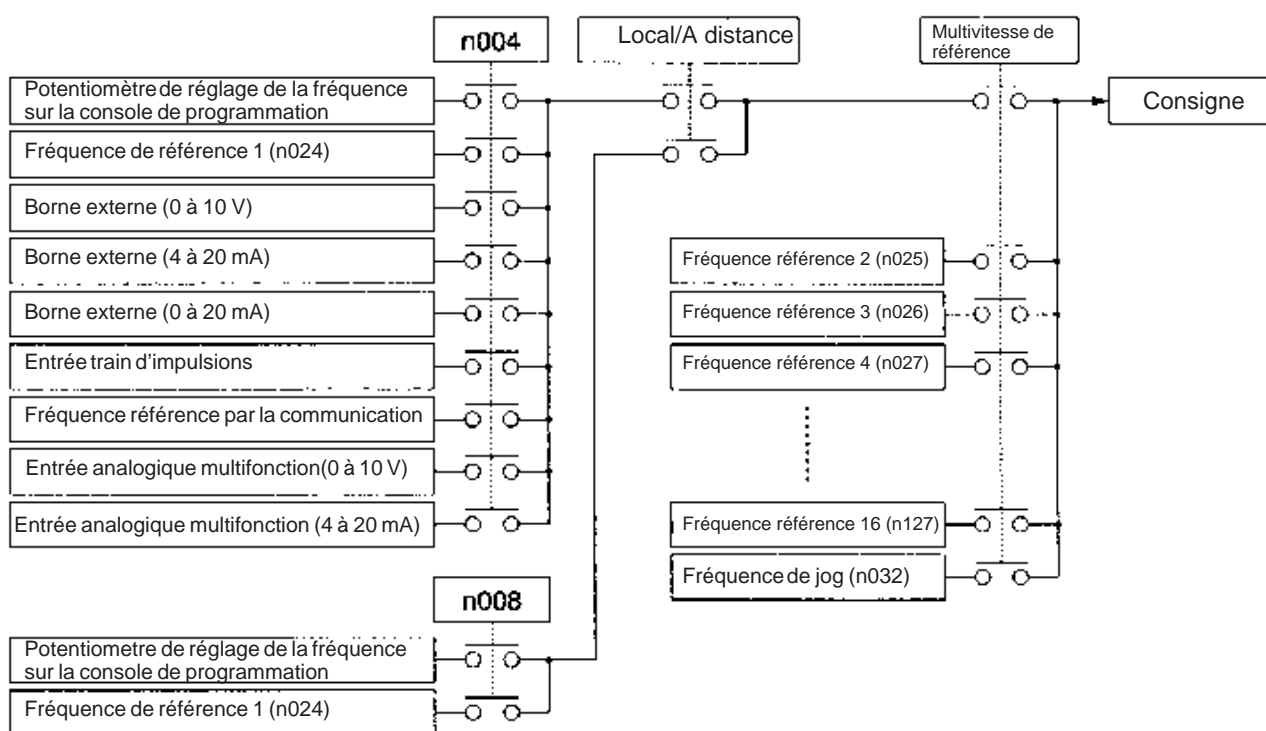 n004
Local/A distance
Multivitesse de
référence
Potentiomètre de réglage de la fréquence
sur la console de programmation
Consigne
Fréquence de référence 1 (n024)
Borne externe (0 à 10 V)
Borne externe (4 à 20 mA)
Fréquence référence 2 (n025)
Borne externe (0 à 20 mA)
Fréquence référence 3 (n026)
Entrée train d'impulsions
Fréquence référence 4 (n027)
Fréquence référence par la communication
Entrée analogique multifonction(0 à 10 V)
Entrée analogique multifonction (4 à 20 mA)
Fréquence référence 16 (n127)
Fréquence de jog (n032)
n008
Potentiometre de réglage de la fréquence
sur la console de programmation
Fréquence de référence 1 (n024)